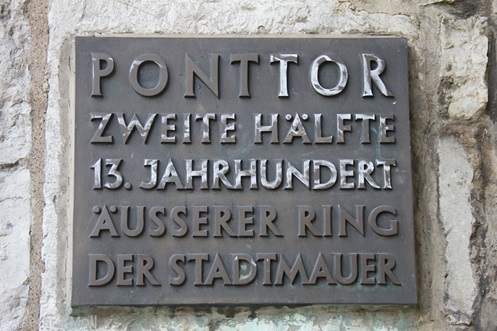 PONTTOR
ZWEITE HÄLFTE
13. JAHRHUNDERT
ÄUSSERER RING
DER STADTMAUER